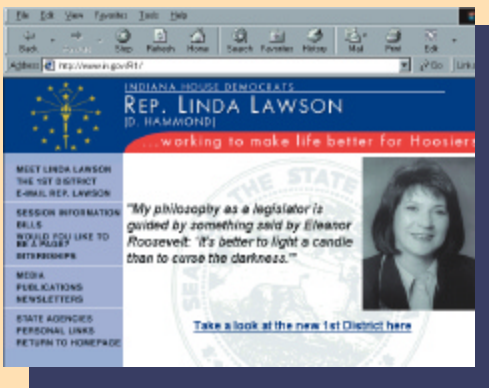 File Edit View Favorites Tools Help
Back Stop Refresh Home Search Favorites History Mail Print Edit
Address http://www.in.gov/R1/ Go Links
INDIANA HOUSE DEMOCRATS
REP. LINDA LAWSON
(D. HAMMOND)
...working to make life better for Hoosiers
MEET LINDA LAWSON
THE 1ST DISTRICT
E-MAIL REP. LAWSON
SESSION INFORMATION
BILLS
WOULD YOU LIKE TO
BE A PAGE?
INTERNSHIPS
MEDIA
PUBLICATIONS
NEWSLETTERS
STATE AGENCIES
PERSONAL LINKS
RETURN TO HOMEPAGE
"My philosophy as a legislator is
guided by something said by Eleanor
Roosevelt: 'It's better to light a candle
than to curse the darkness.'"
Take a look at the new 1st District here
THE STATE